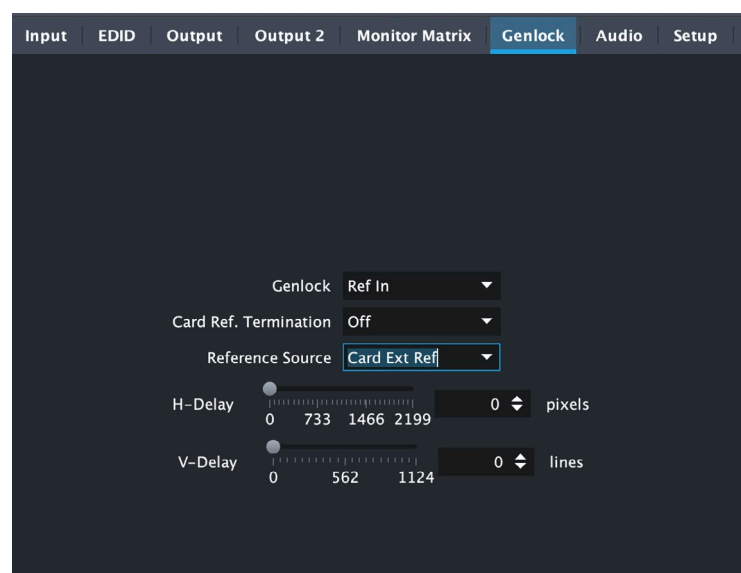 Input EDID Output Output 2 Monitor Matrix Genlock Audio Setup
Genlock Ref In
Card Ref. Termination Off
Reference Source Card Ext Ref
H-Delay 0 pixels
0 733 1466 2199
V-Delay 0 lines
0 562 1124